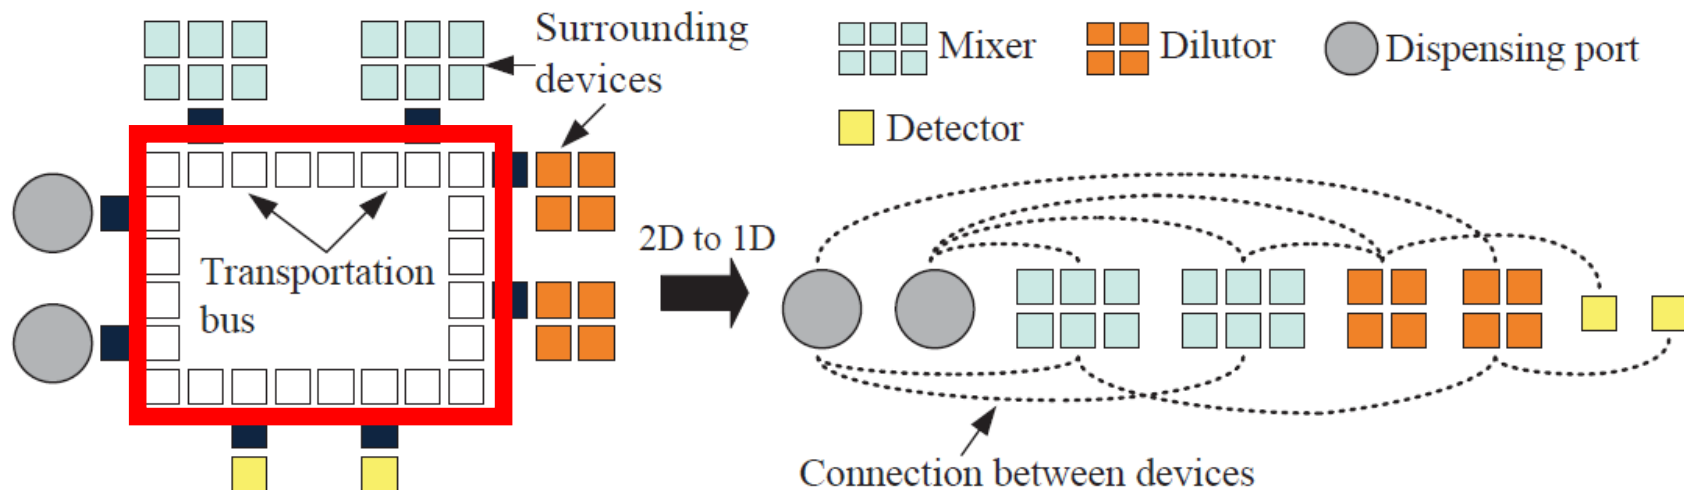 Surrounding
devices
Mixer
Dilutor
Dispensing port
Detector
Transportation
bus
2D to 1D
Connection between devices